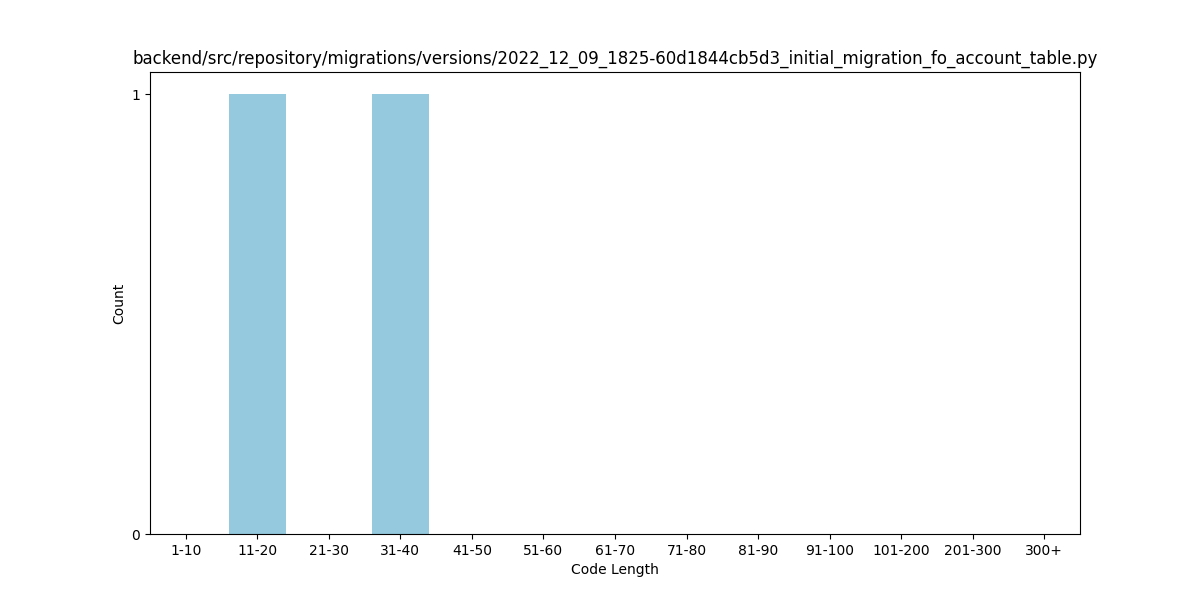 backend/src/repository/migrations/versions/2022_12_09_1825-60d1844cb5d3_initial_migration_fo_account_table.py
1
Count
0
1-10 11-20 21-30 31-40 41-50 51-60 61-70 71-80 81-90 91-100 101-200 201-300 300+
Code Length